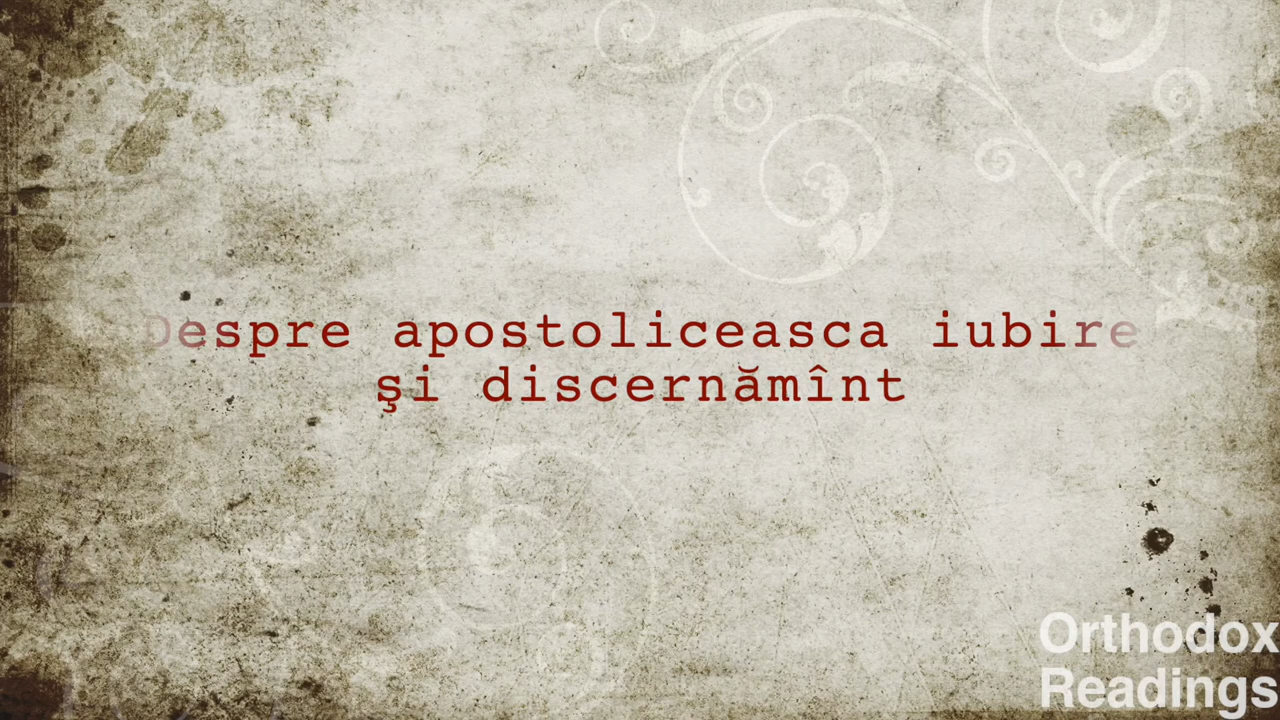 Despre apostoliceasca iubire
şi discernămînt
Orthodox
Readings